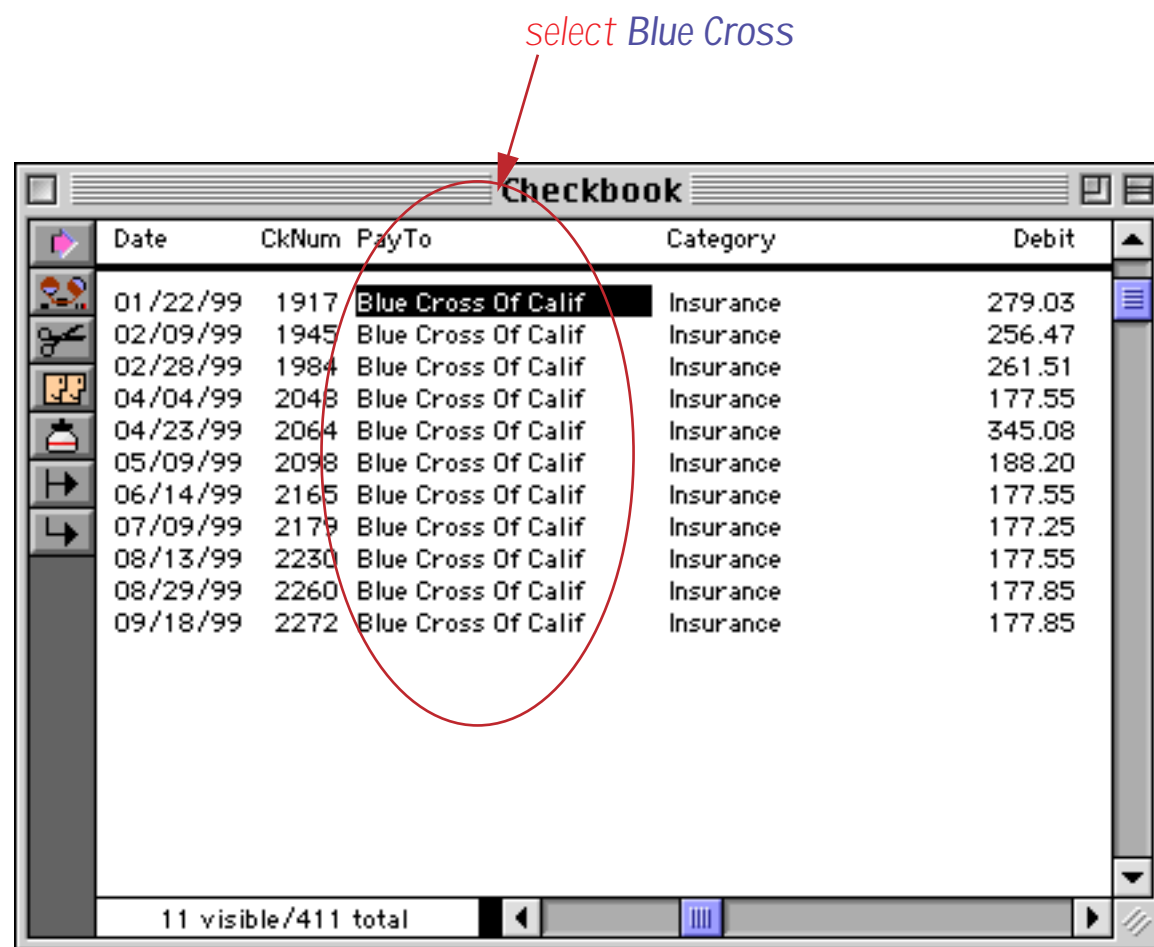 select Blue Cross
Checkbook
Date CkNum PayTo Category Debit
01/22/99 1917 Blue Cross Of Calif Insurance 279.03
02/09/99 1945 Blue Cross Of Calif Insurance 256.47
02/28/99 1984 Blue Cross Of Calif Insurance 261.51
04/04/99 2048 Blue Cross Of Calif Insurance 177.55
04/23/99 2064 Blue Cross Of Calif Insurance 345.08
05/09/99 2098 Blue Cross Of Calif Insurance 188.20
06/14/99 2165 Blue Cross Of Calif Insurance 177.55
07/09/99 2179 Blue Cross Of Calif Insurance 177.25
08/13/99 2230 Blue Cross Of Calif Insurance 177.55
08/29/99 2260 Blue Cross Of Calif Insurance 177.85
09/18/99 2272 Blue Cross Of Calif Insurance 177.85
11 visible/411 total